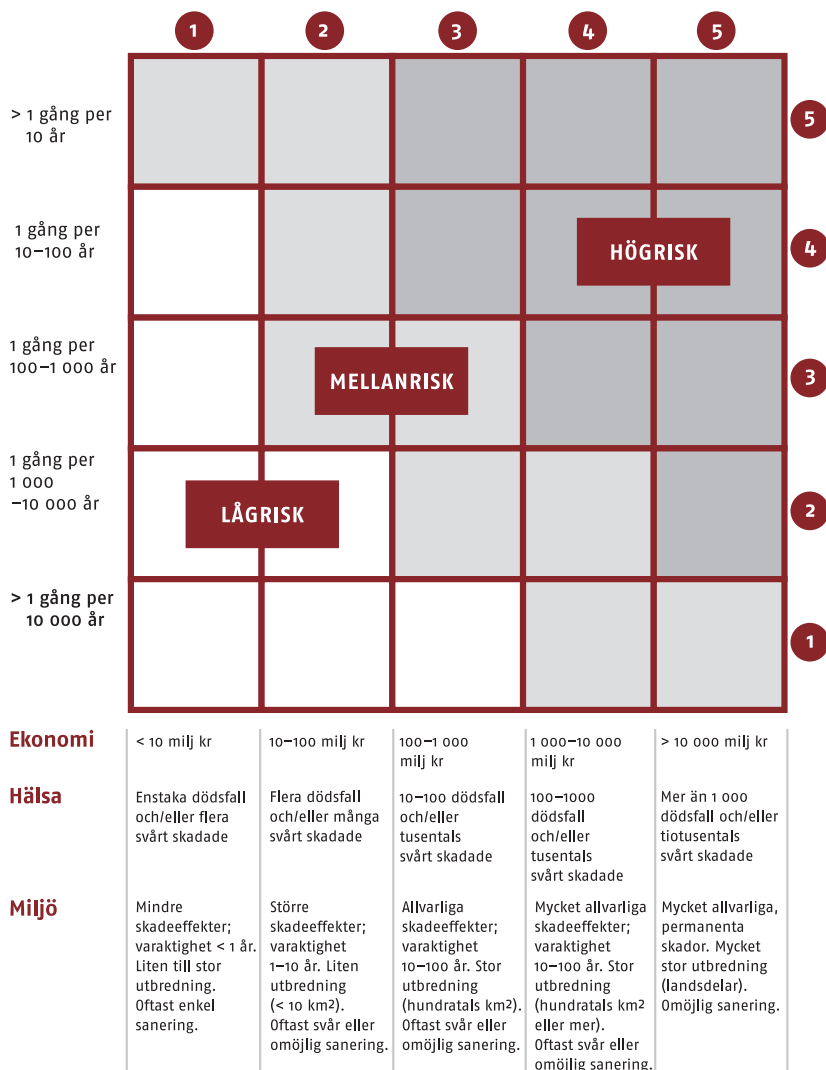 1
2
3
4
5
> 1 gång per
10 år
5
1 gång per
10–100 år
HÖGRISK
4
1 gång per
100–1 000 år
MELLANRISK
3
1 gång per
1 000
–10 000 år
LÅGRISK
2
> 1 gång per
10 000 år
1
Ekonomi
< 10 milj kr
10–100 milj kr
100–1 000
milj kr
1 000–10 000
milj kr
> 10 000 milj kr
Hälsa
Enstaka dödsfall
och/eller flera
svårt skadade
Flera dödsfall
och/eller många
svårt skadade
10–100 dödsfall
och/eller
tusentals
svårt skadade
100–1000
dödsfall
och/eller
tusentals
svårt skadade
Mer än 1 000
dödsfall och/eller
tiotusentals
svårt skadade
Miljö
Mindre
skadeeffekter;
varaktighet < 1 år.
Liten till stor
utbredning.
Oftast enkel
sanering.
Större
skadeeffekter;
varaktighet
1–10 år. Liten
utbredning
(< 10 km²).
Oftast svår eller
omöjlig sanering.
Allvarliga
skadeeffekter;
varaktighet
10–100 år. Stor
utbredning
(hundratals km²).
Oftast svår eller
omöjlig sanering.
Mycket allvarliga
skadeeffekter;
varaktighet
10–100 år. Stor
utbredning
(hundratals km²
eller mer).
Oftast svår eller
omöjlig sanering.
Mycket allvarliga,
permanenta
skador. Mycket
stor utbredning
(landsdelar).
Omöjlig sanering.